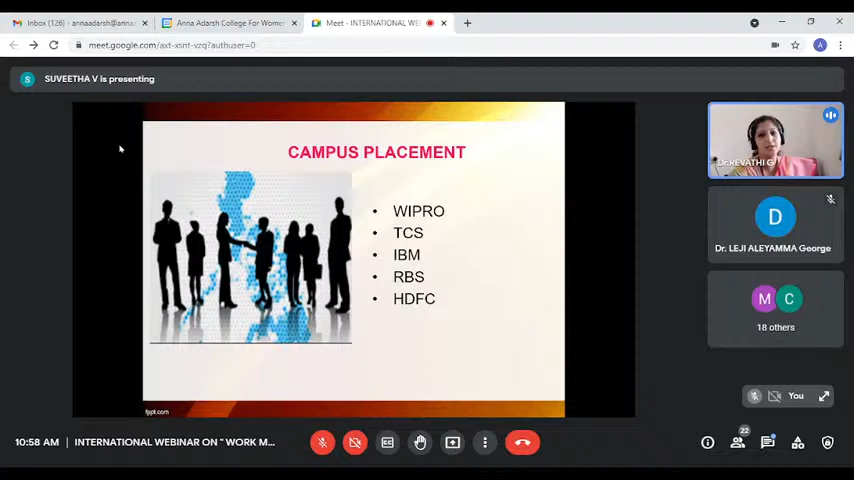 Inbox (126) - annaadarsh@anna
Anna Adarsh College For Women
Meet - INTERNATIONAL WE
meet.google.com/axt-xsnt-vzq?authuser=0
A
S
SUVEETHA V is presenting
CAMPUS PLACEMENT
• WIPRO
• TCS
• IBM
• RBS
• HDFC
fppt.com
Dr.REVATHI G
D
Dr. LEJI ALEYAMMA George
M
C
18 others
You
10:58 AM | INTERNATIONAL WEBINAR ON " WORK M...
CC
22